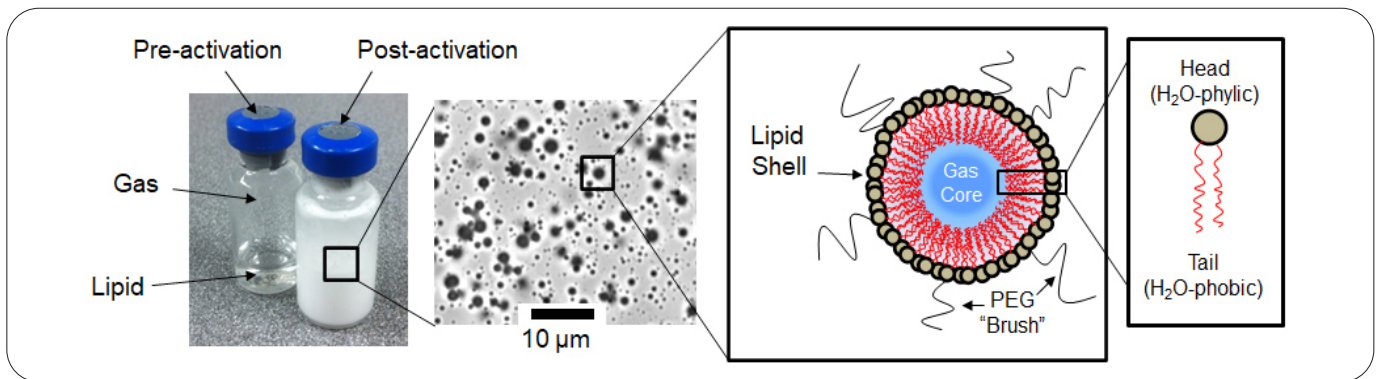 Pre-activation
Post-activation
Gas
Lipid
10 µm
Lipid
Shell
Gas
Core
PEG
“Brush”
Head
(H₂O-phylic)
Tail
(H₂O-phobic)